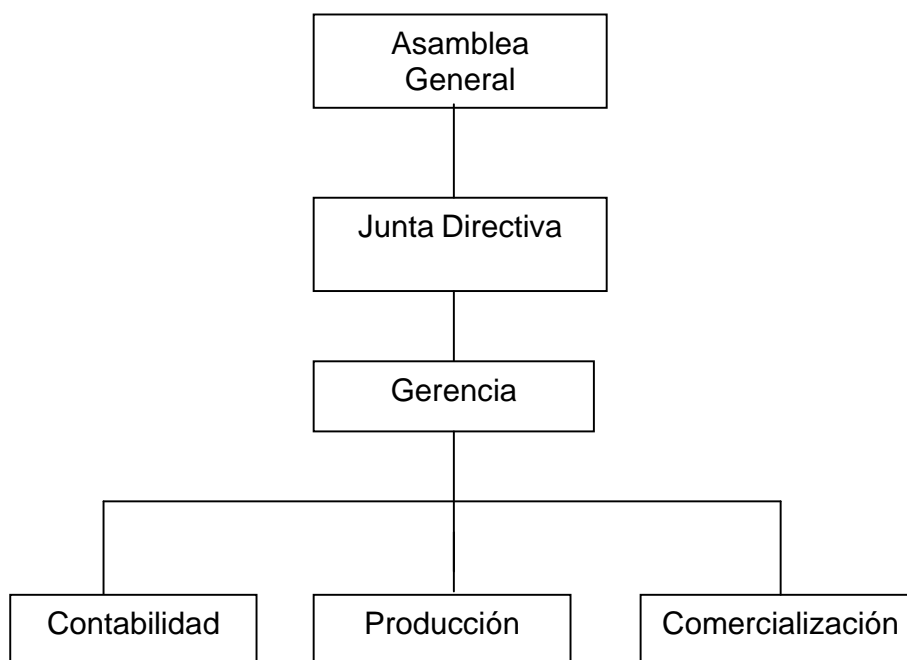 Asamblea
General
Junta Directiva
Gerencia
Contabilidad
Producción
Comercialización